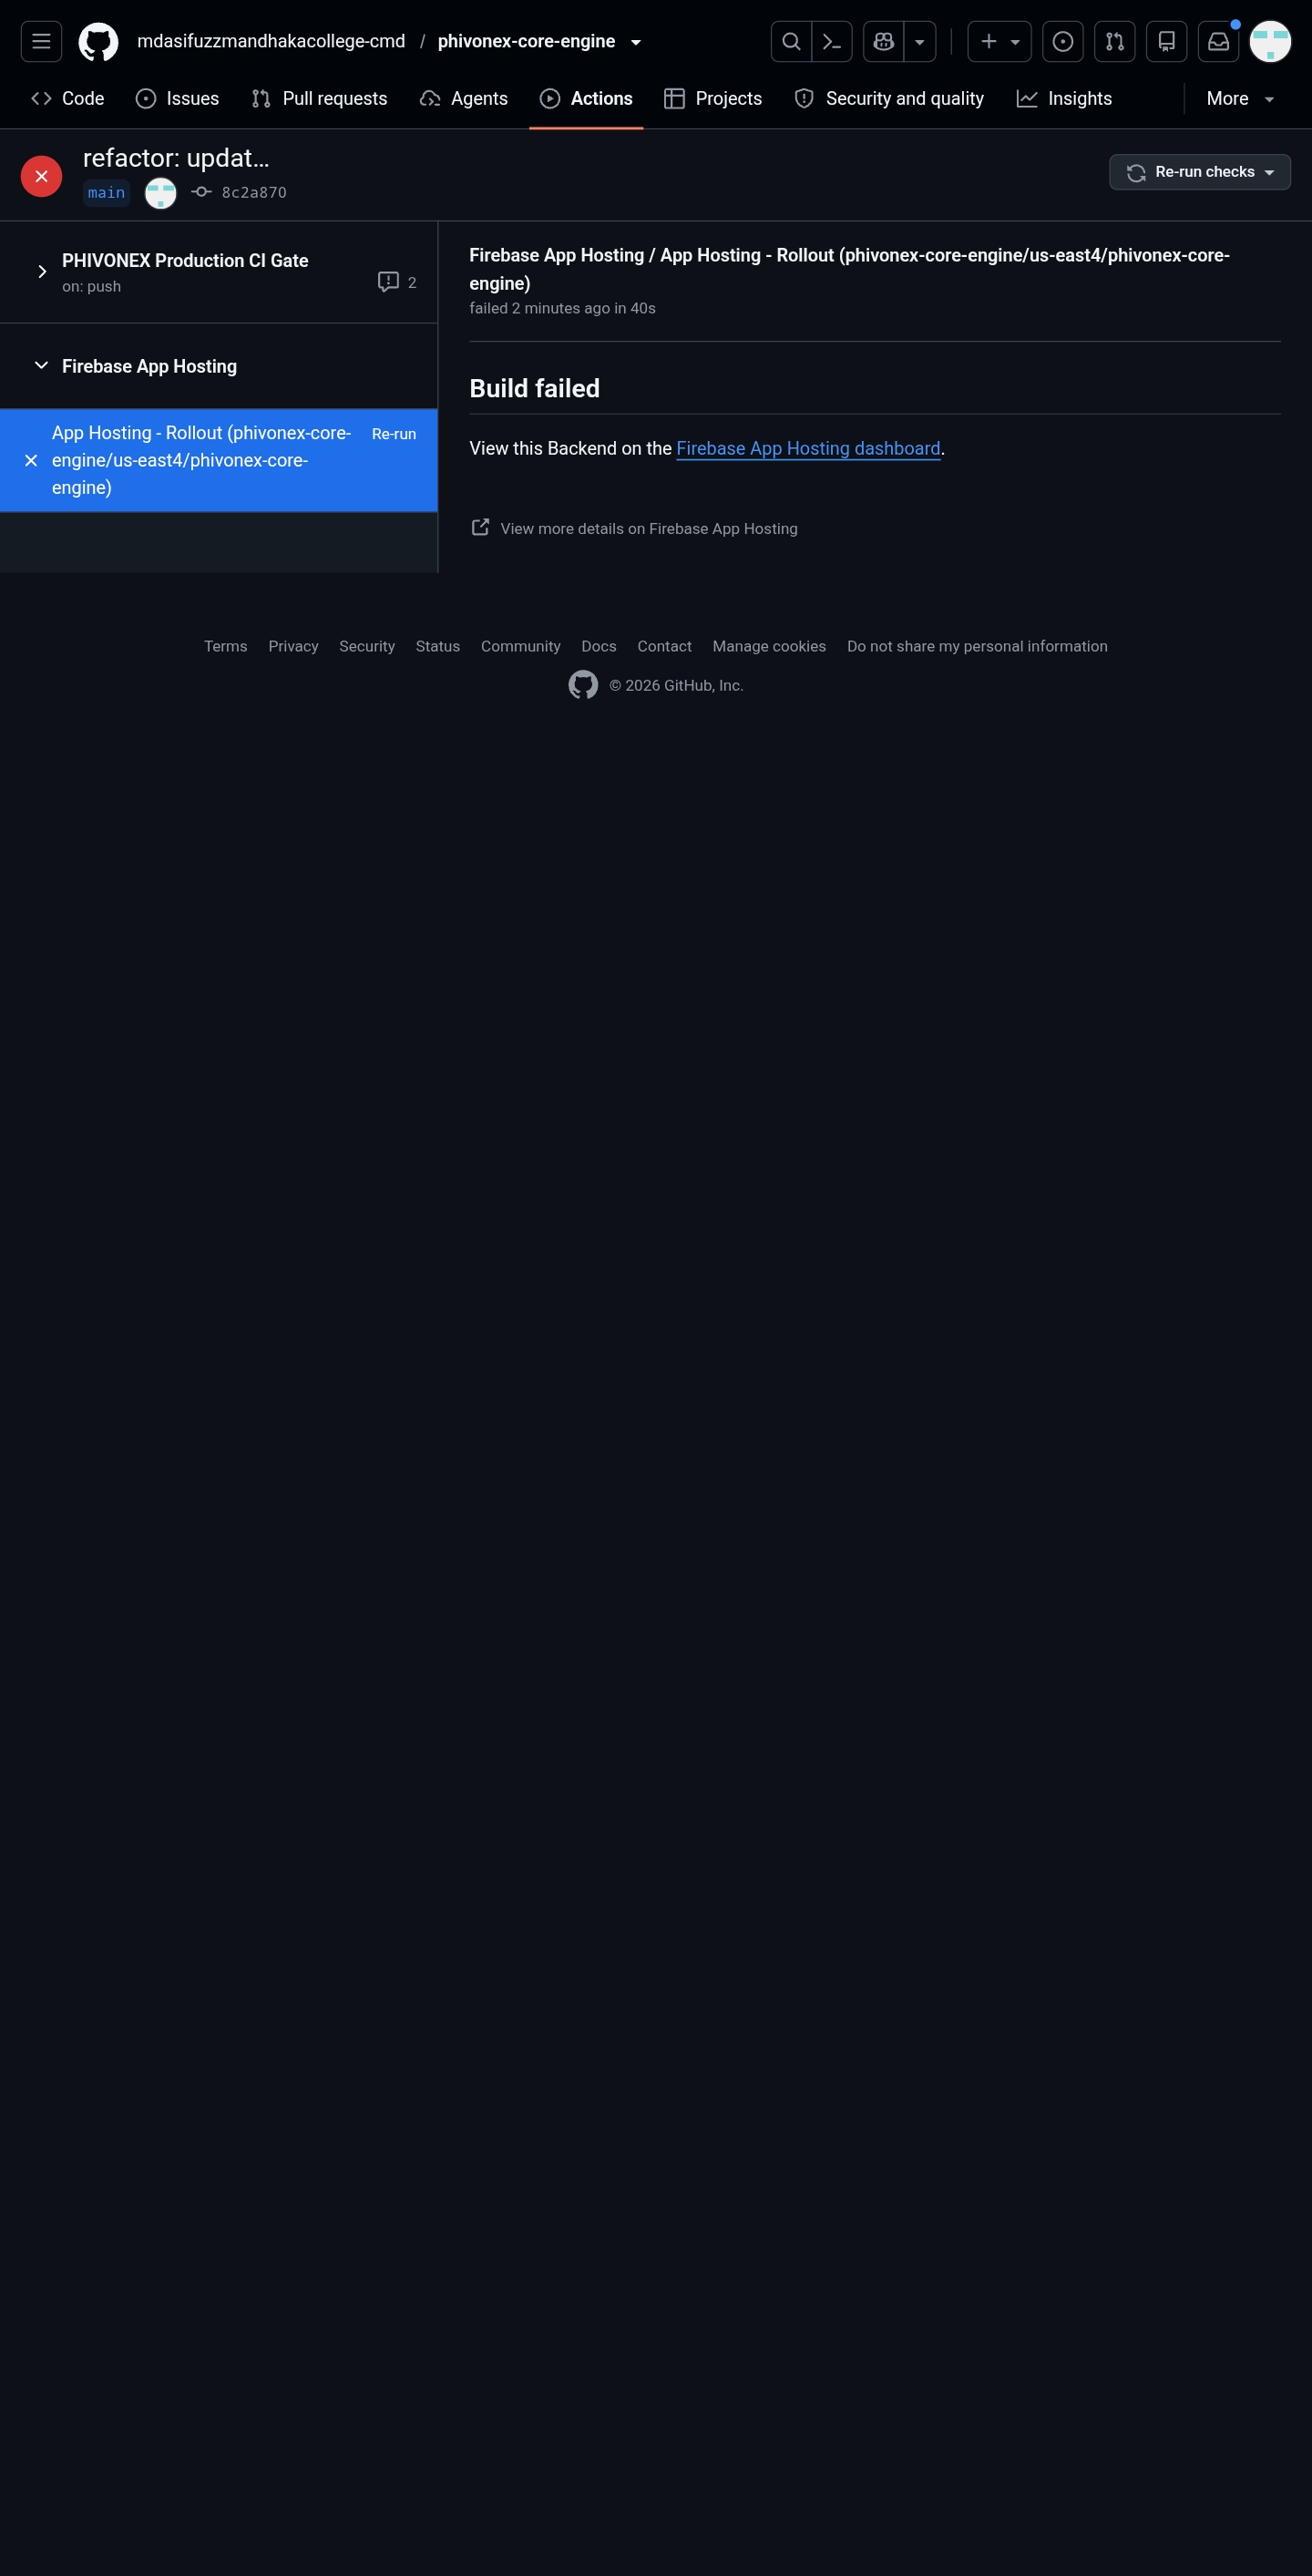 mdasifuzzmandhakacollege-cmd / phivonex-core-engine
Code Issues Pull requests Agents Actions Projects Security and quality Insights More
refactor: updat…
main 8c2a870
Re-run checks
PHIVONEX Production CI Gate
on: push
2
Firebase App Hosting
App Hosting - Rollout (phivonex-core-
engine/us-east4/phivonex-core-
engine)
Re-run
Firebase App Hosting / App Hosting - Rollout (phivonex-core-engine/us-east4/phivonex-core-
engine)
failed 2 minutes ago in 40s
Build failed
View this Backend on the Firebase App Hosting dashboard.
View more details on Firebase App Hosting
Terms Privacy Security Status Community Docs Contact Manage cookies Do not share my personal information
© 2026 GitHub, Inc.